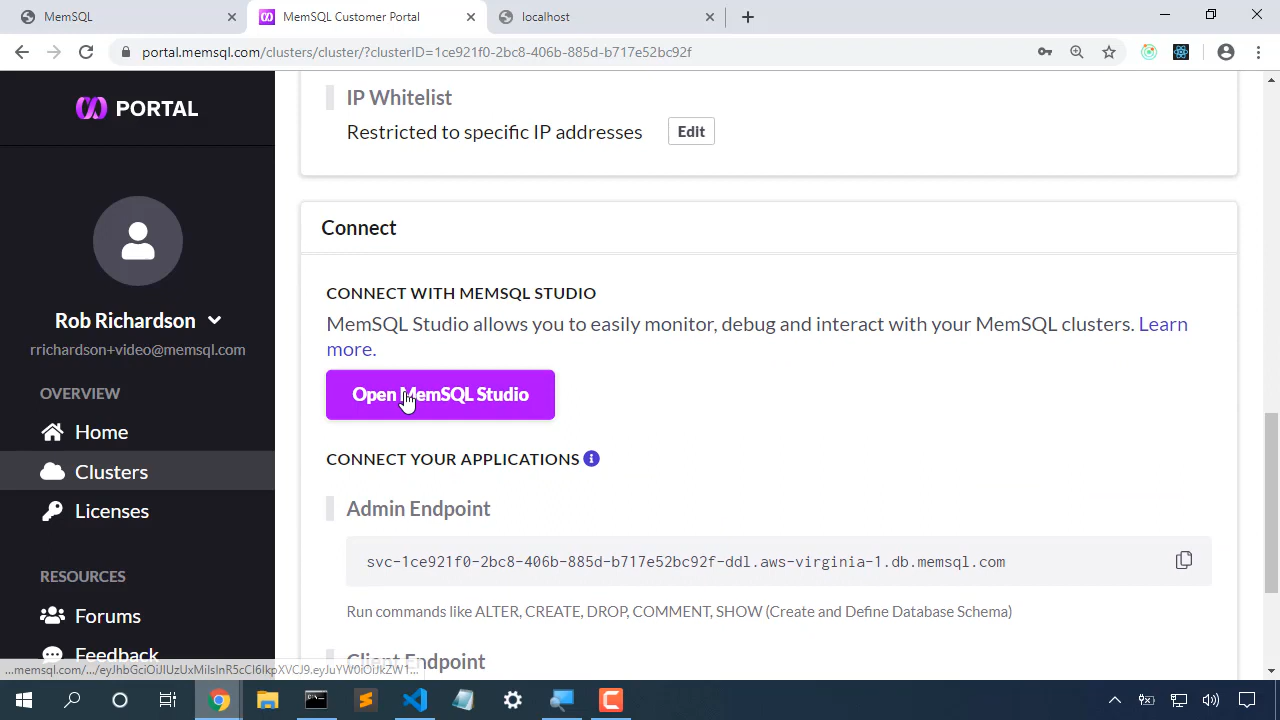 MemSQL
MemSQL Customer Portal
localhost
portal.memsql.com/clusters/cluster/?clusterID=1ce921f0-2bc8-406b-885d-b717e52bc92f
PORTAL
Rob Richardson
rrichardson+video@memsql.com
OVERVIEW
Home
Clusters
Licenses
RESOURCES
Forums
Feedback
IP Whitelist
Restricted to specific IP addresses
Edit
Connect
CONNECT WITH MEMSQL STUDIO
MemSQL Studio allows you to easily monitor, debug and interact with your MemSQL clusters. Learn
more.
Open MemSQL Studio
CONNECT YOUR APPLICATIONS
Admin Endpoint
svc-1ce921f0-2bc8-406b-885d-b717e52bc92f-ddl.aws-virginia-1.db.memsql.com
Run commands like ALTER, CREATE, DROP, COMMENT, SHOW (Create and Define Database Schema)
Client Endpoint